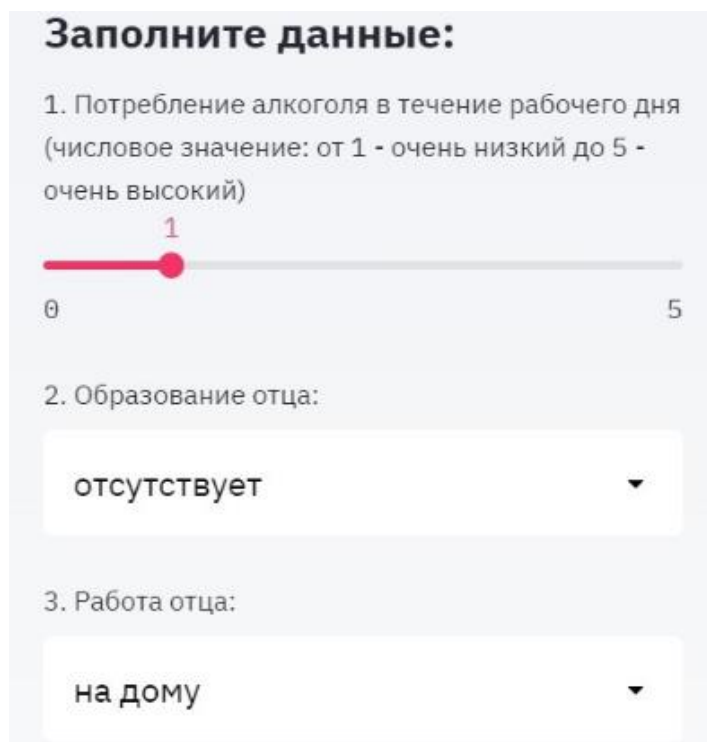 Заполните данные:
1. Потребление алкоголя в течение рабочего дня
(числовое значение: от 1 - очень низкий до 5 -
очень высокий)
1
0 5
2. Образование отца:
отсутствует
3. Работа отца:
на дому